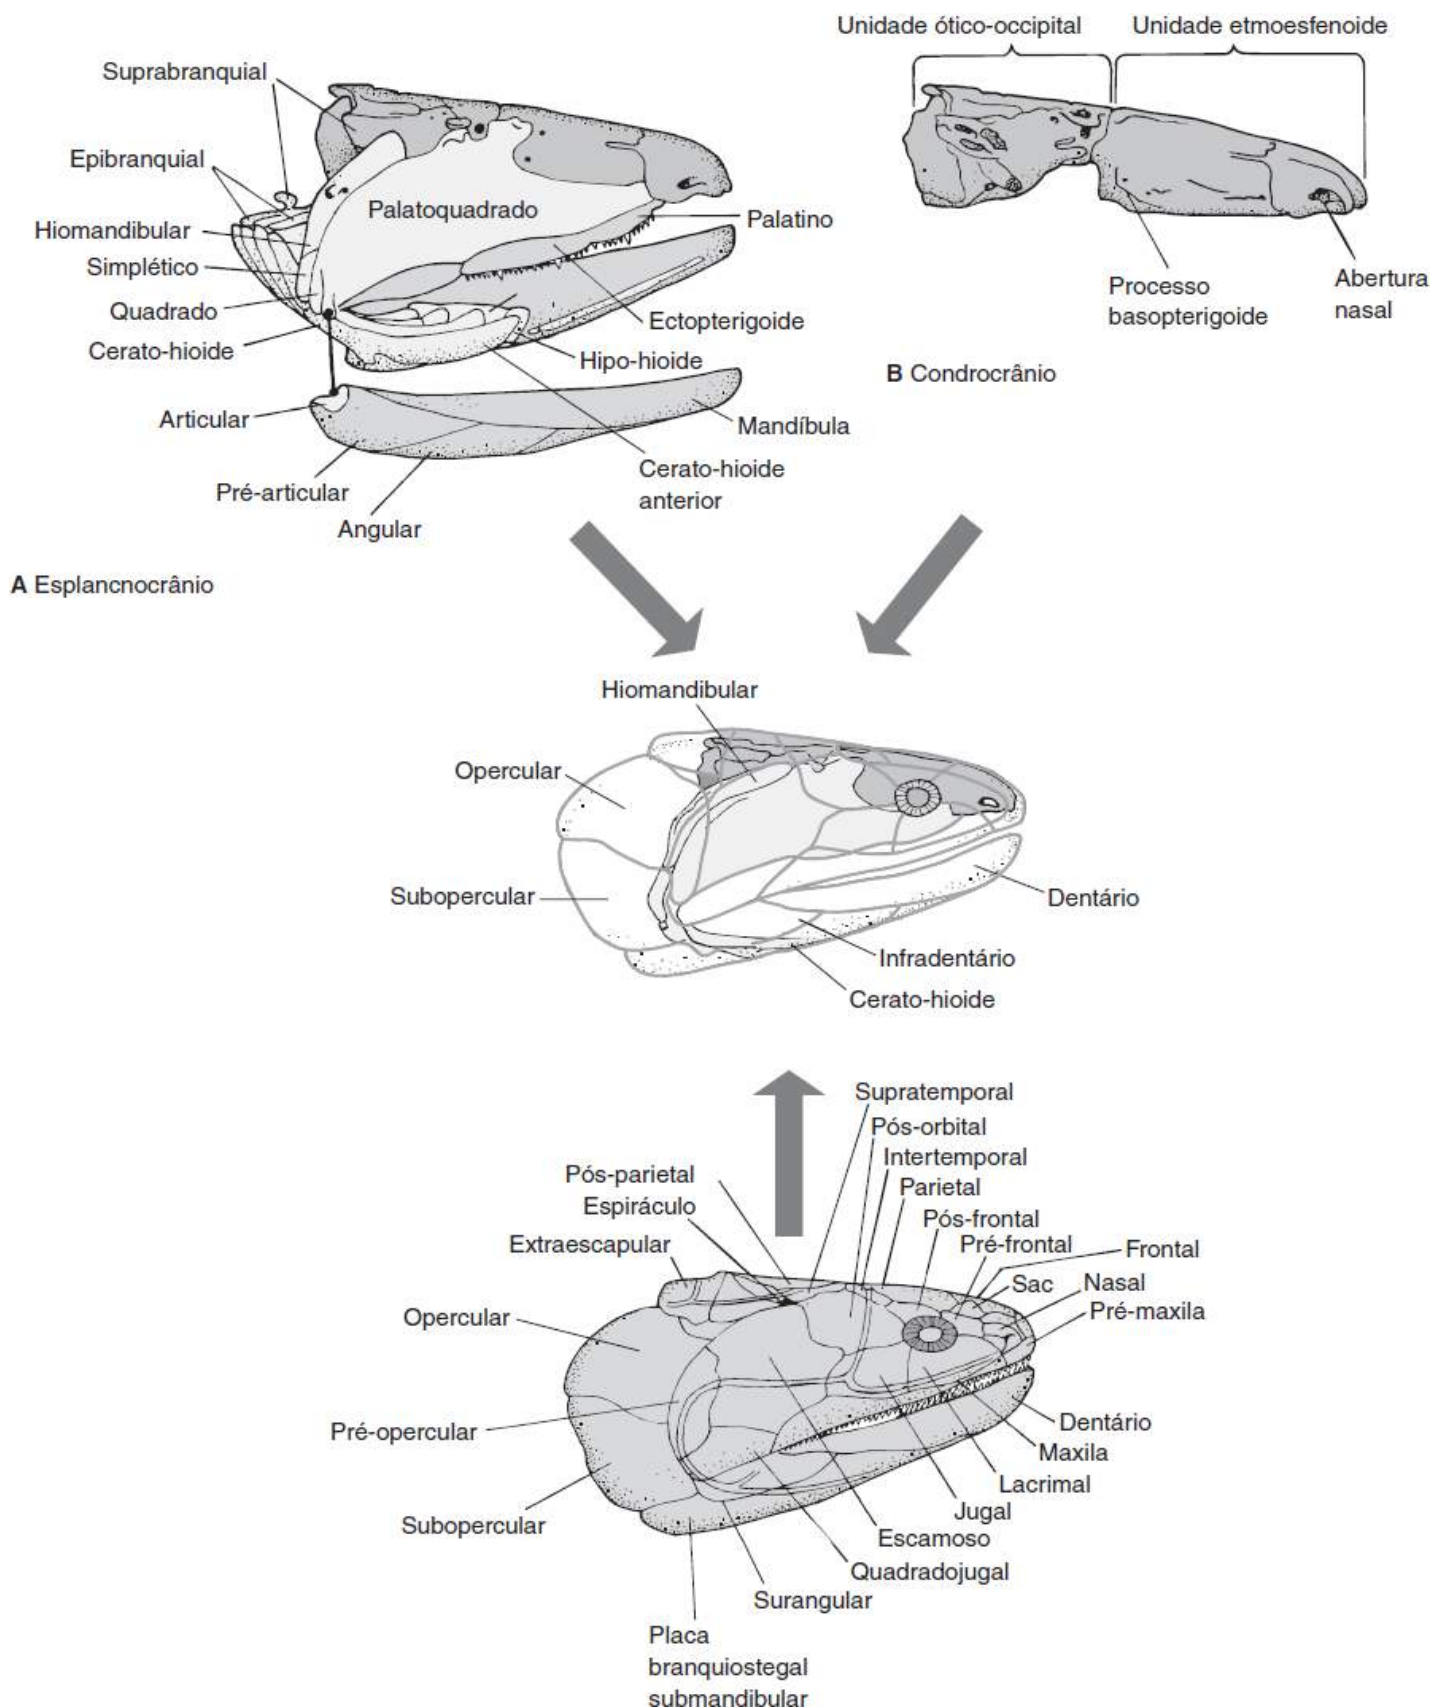 Unidade ótico-occipital
Unidade etmoesfenoide
Suprabranquial
Epibranquial
Hiomandibular
Simplético
Quadrado
Cerato-hioide
Palatoquadrado
Palatino
Ectopterigoide
Hipo-hioide
Articular
Mandíbula
Cerato-hioide
anterior
Pré-articular
Angular
Processo
basopterigoide
Abertura
nasal
B Condrocrânio
A Esplancnocrânio
Hiomandibular
Opercular
Subopercular
Dentário
Infradentário
Cerato-hioide
Supratemporal
Pós-orbital
Intertemporal
Parietal
Pós-frontal
Pré-frontal
Frontal
Sac
Nasal
Pré-maxila
Pós-parietal
Espiráculo
Extraescapular
Opercular
Pré-opercular
Subopercular
Dentário
Maxila
Lacrimal
Jugal
Escamoso
Quadradojugal
Surangular
Placa
branquiostegal
submandibular